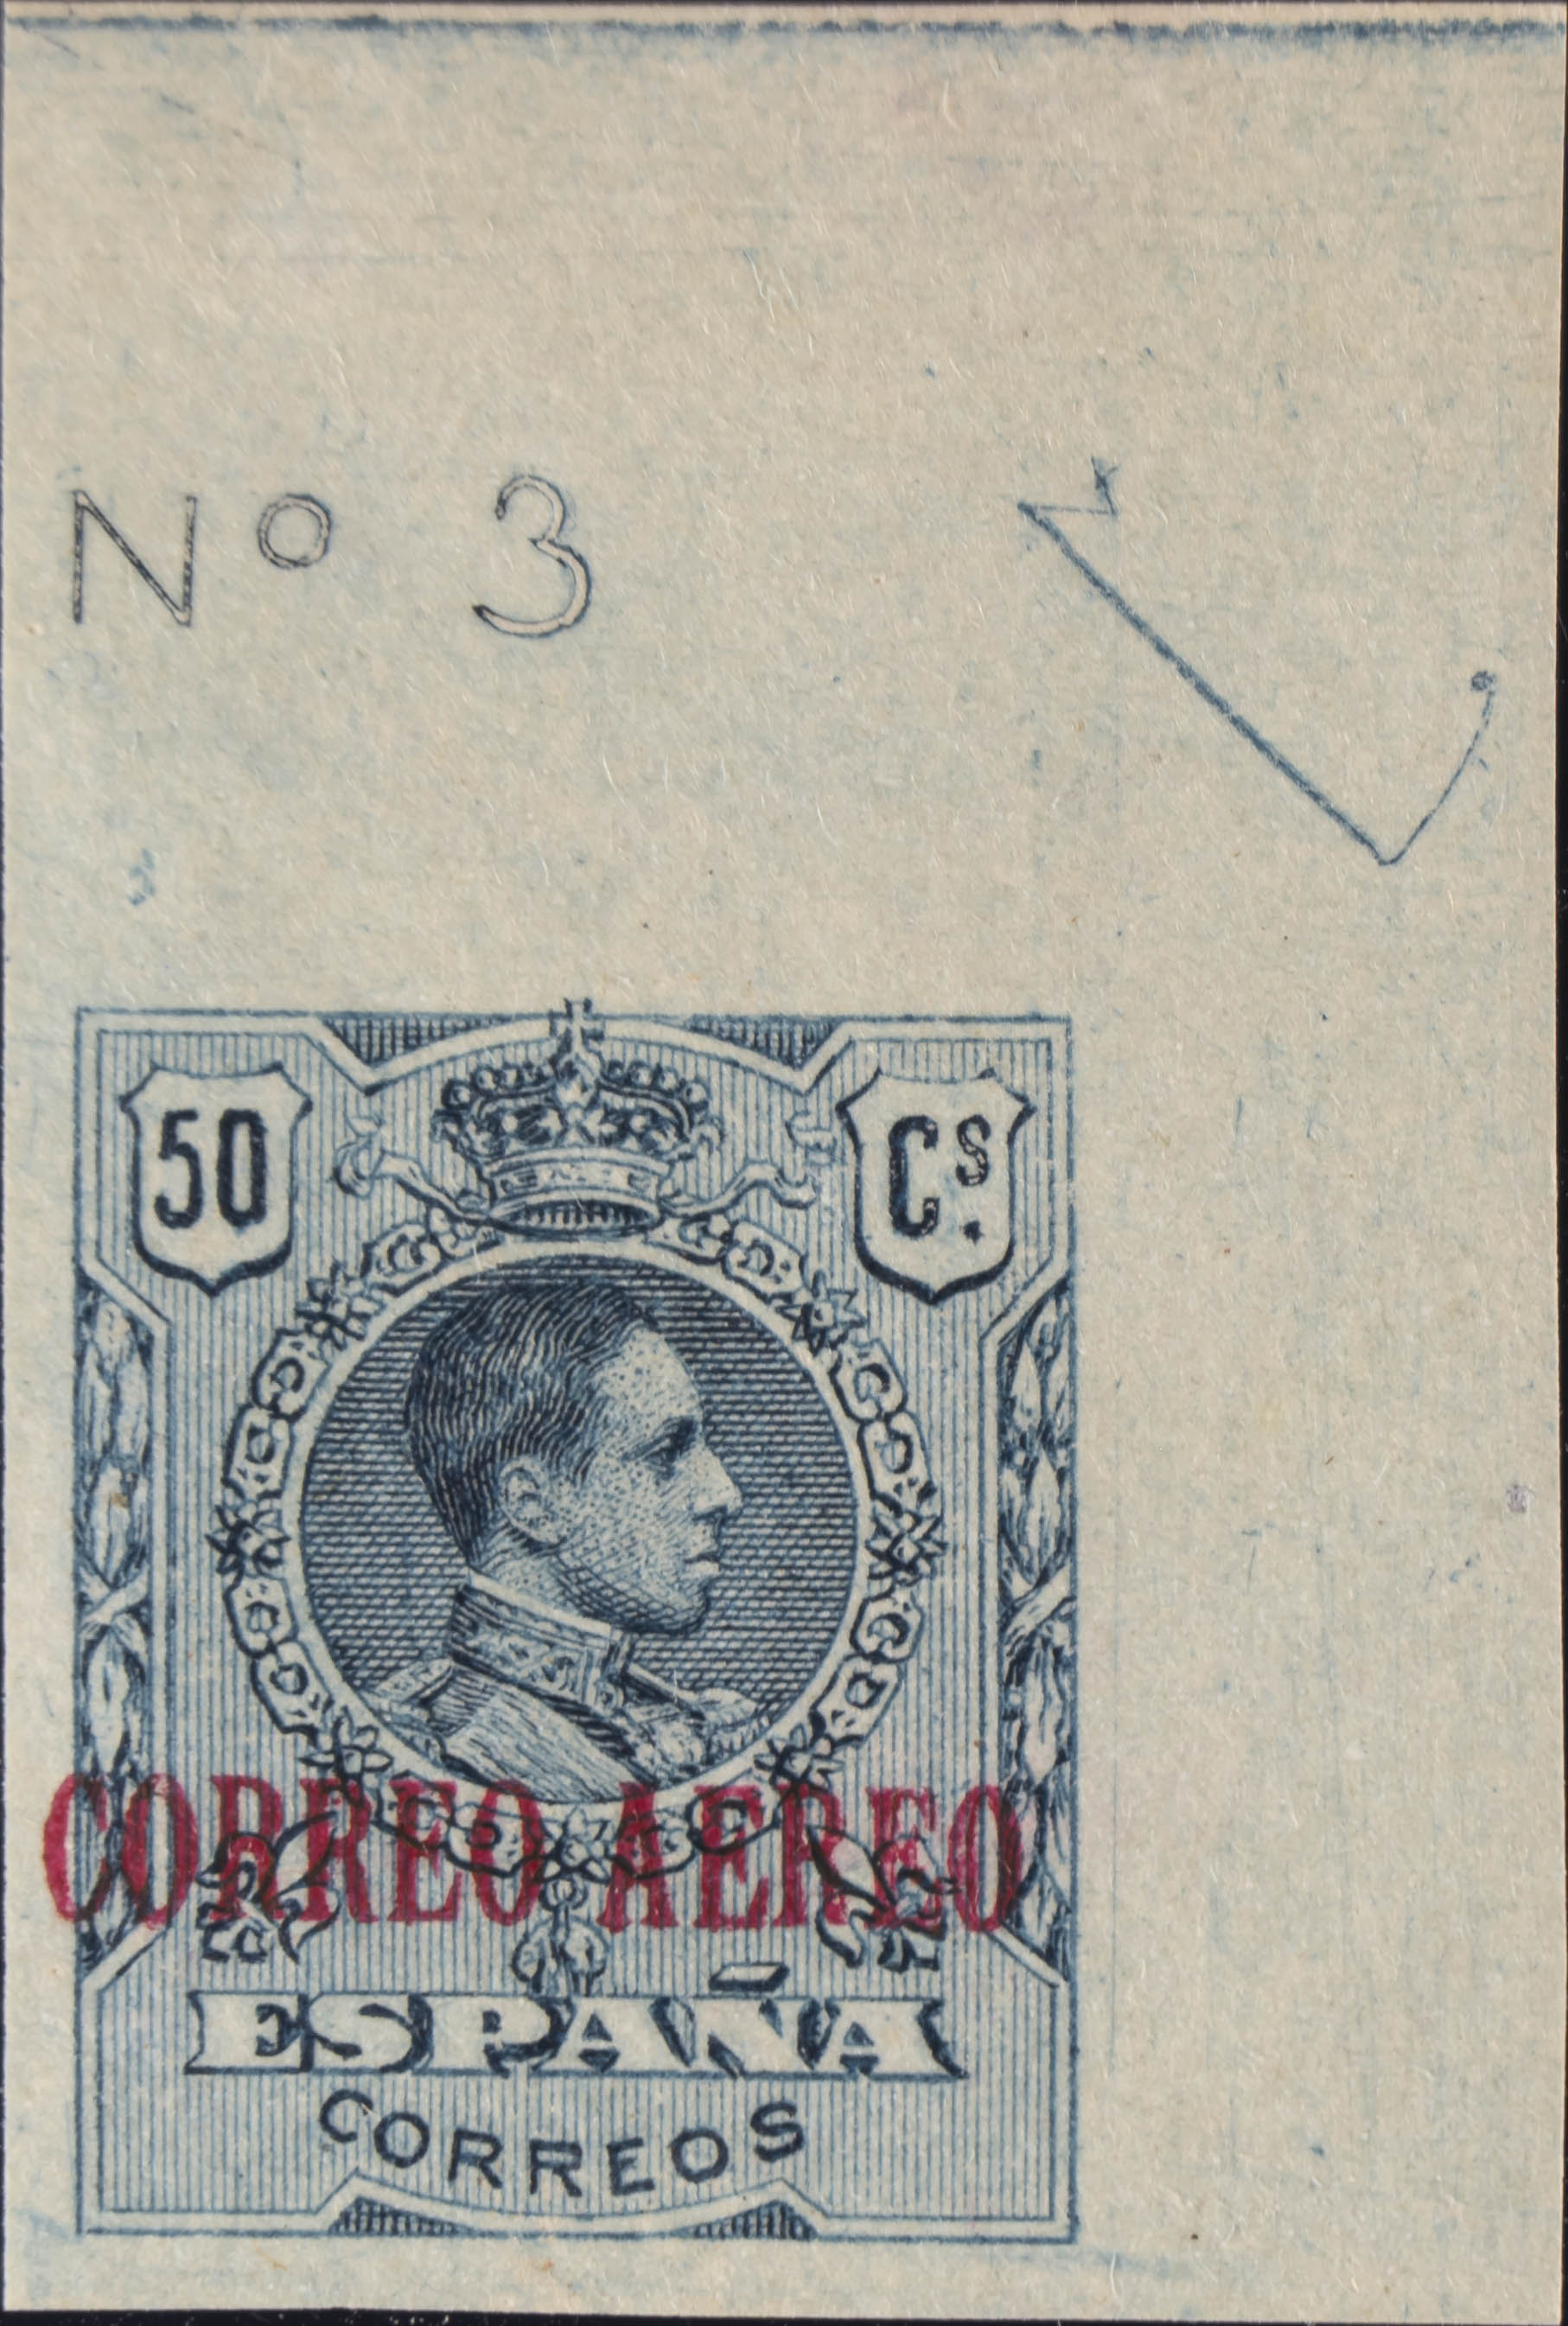 Nº 3
50 Cs.
CORREO AEREO
ESPAÑA
CORREOS